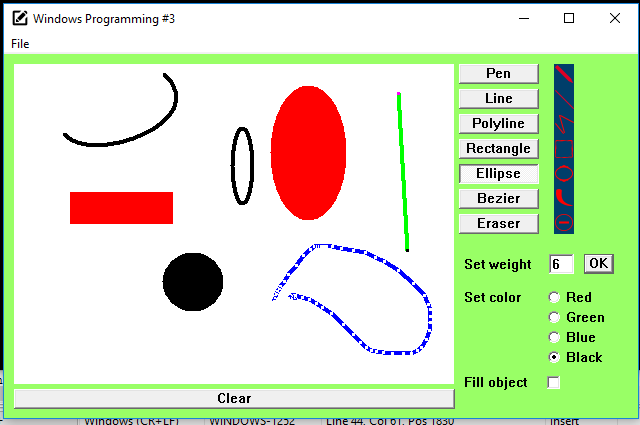 Windows Programming #3
File
Pen
Line
Polyline
Rectangle
Ellipse
Bezier
Eraser
Set weight 6 OK
Set color Red
Green
Blue
Black
Fill object
Clear
Windows (CR+LF) WINDOWS-1252 Line 44, Col 61, Pos 1830 Insert